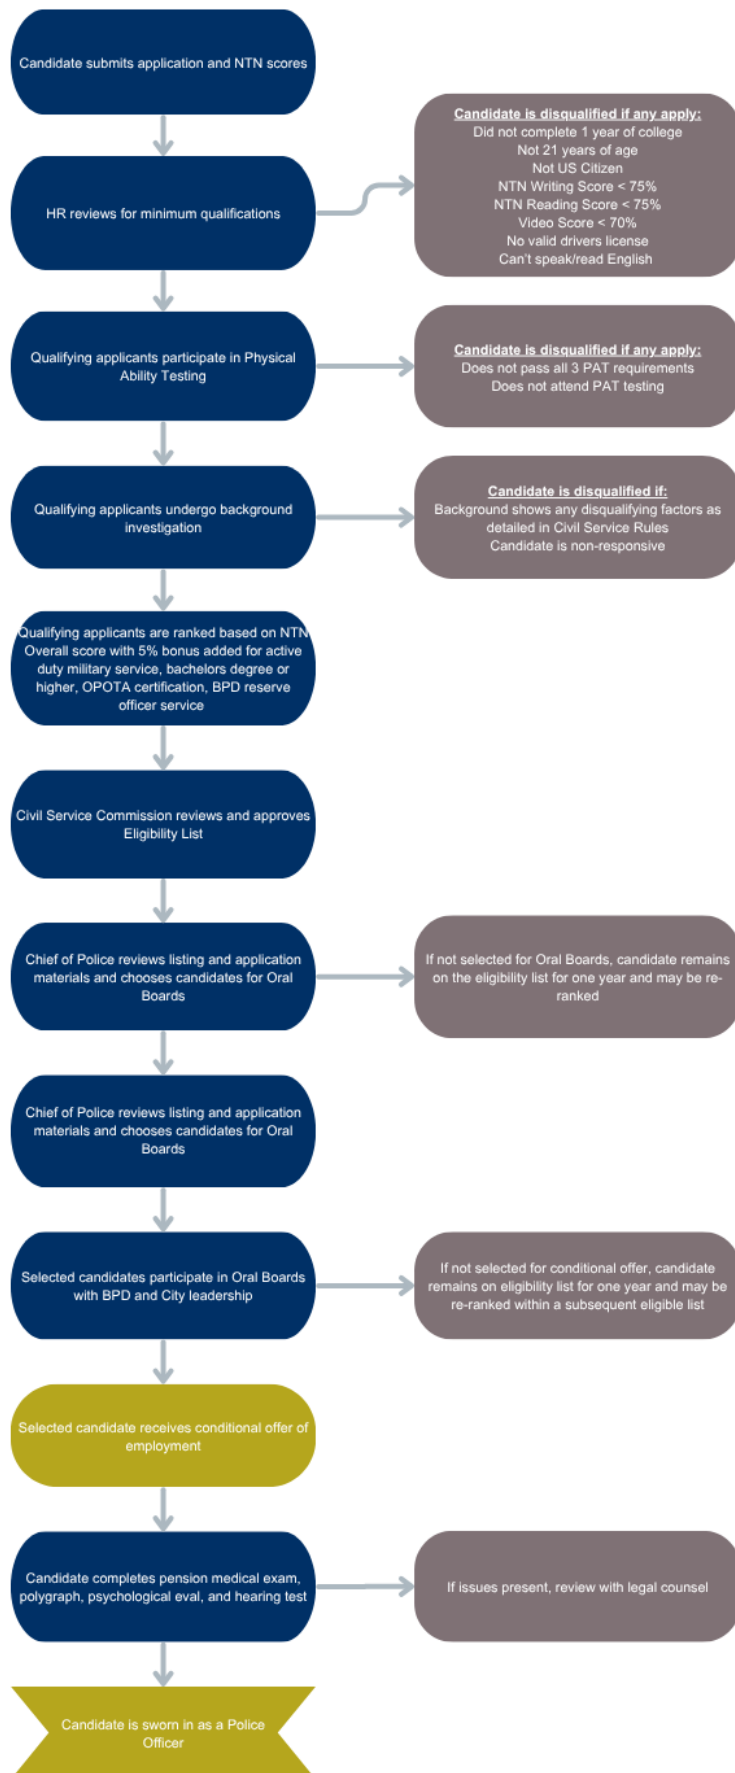 Candidate submits application and NTN scores
Candidate is disqualified if any apply:
Did not complete 1 year of college
Not 21 years of age
Not US Citizen
NTN Writing Score < 75%
NTN Reading Score < 75%
Video Score < 70%
No valid drivers license
Can't speak/read English
HR reviews for minimum qualifications
Qualifying applicants participate in Physical
Ability Testing
Candidate is disqualified if any apply:
Does not pass all 3 PAT requirements
Does not attend PAT testing
Qualifying applicants undergo background
investigation
Candidate is disqualified if:
Background shows any disqualifying factors as
detailed in Civil Service Rules
Candidate is non-responsive
Qualifying applicants are ranked based on NTN
Overall score with 5% bonus added for active
duty military service, bachelors degree or
higher, OPOTA certification, BPD reserve
officer service
Civil Service Commission reviews and approves
Eligibility List
Chief of Police reviews listing and application
materials and chooses candidates for Oral
Boards
If not selected for Oral Boards, candidate remains
on the eligibility list for one year and may be re-
ranked
Chief of Police reviews listing and application
materials and chooses candidates for Oral
Boards
Selected candidates participate in Oral Boards
with BPD and City leadership
If not selected for conditional offer, candidate
remains on eligibility list for one year and may be
re-ranked within a subsequent eligible list
Selected candidate receives conditional offer of
employment
Candidate completes pension medical exam,
polygraph, psychological eval, and hearing test
If issues present, review with legal counsel
Candidate is sworn in as a Police
Officer